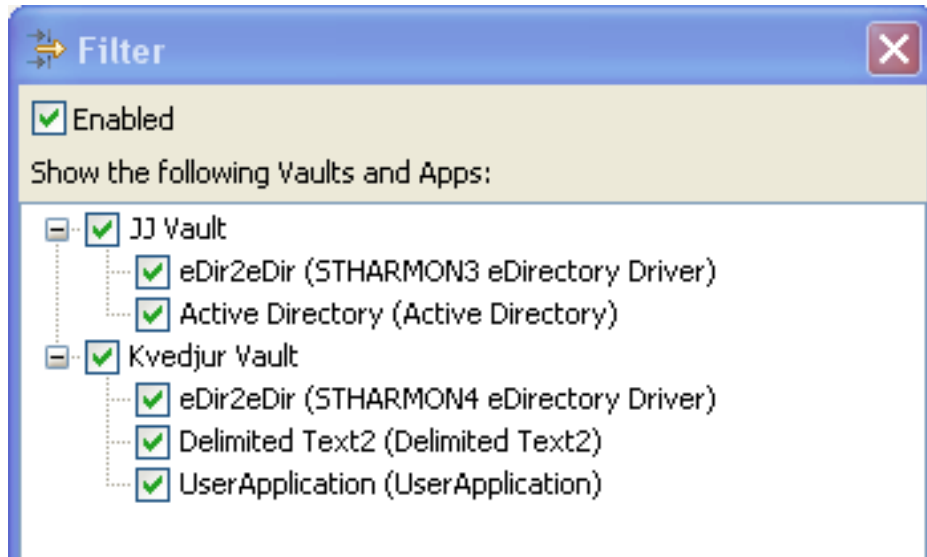 Filter
Enabled
Show the following Vaults and Apps:
JJ Vault
eDir2eDir (STHARMON3 eDirectory Driver)
Active Directory (Active Directory)
Kvedjur Vault
eDir2eDir (STHARMON4 eDirectory Driver)
Delimited Text2 (Delimited Text2)
UserApplication (UserApplication)